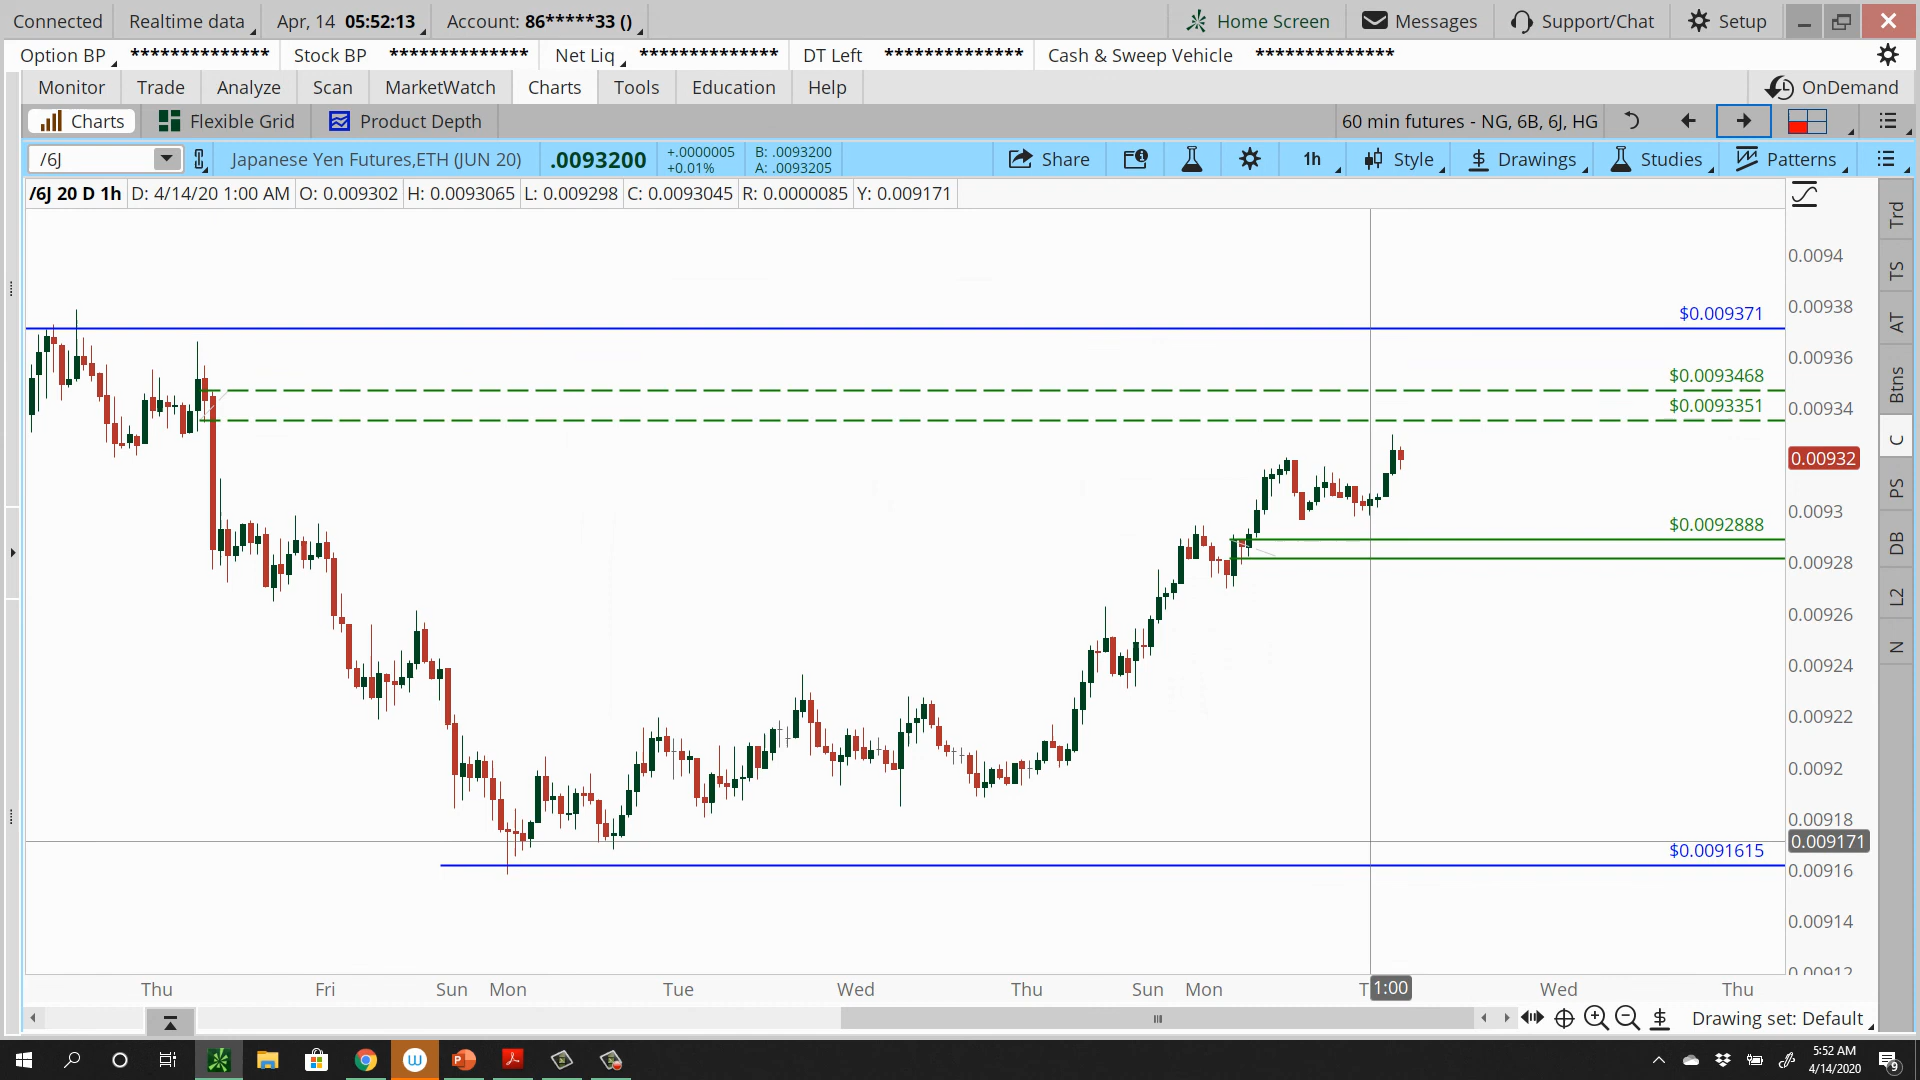 Connected Realtime data Apr, 14 05:52:13 Account: 86*****33 () Home Screen Messages Support/Chat Setup
Option BP ************** Stock BP ************** Net Liq ************** DT Left ************** Cash & Sweep Vehicle **************
Monitor Trade Analyze Scan MarketWatch Charts Tools Education Help OnDemand
Charts Flexible Grid Product Depth 60 min futures - NG, 6B, 6J, HG
/6J Japanese Yen Futures,ETH (JUN 20) .0093200 +.0000005 B: .0093200 Share 1h Style Drawings Studies Patterns
+0.01% A: .0093205
/6J 20 D 1h D: 4/14/20 1:00 AM O: 0.009302 H: 0.0093065 L: 0.009298 C: 0.0093045 R: 0.0000085 Y: 0.009171
Trd
0.0094
TS
0.00938
$0.009371
AT
0.00936
$0.0093468
Btns
$0.0093351
0.00934
C
0.00932
PS
0.0093
$0.0092888
DB
0.00928
L2
0.00926
N
0.00924
0.00922
0.0092
0.00918
0.009171
$0.0091615
0.00916
0.00914
0.00912
Thu Fri Sun Mon Tue Wed Thu Sun Mon T 1:00 Wed Thu
Drawing set: Default
W P 5:52 AM
4/14/2020 9